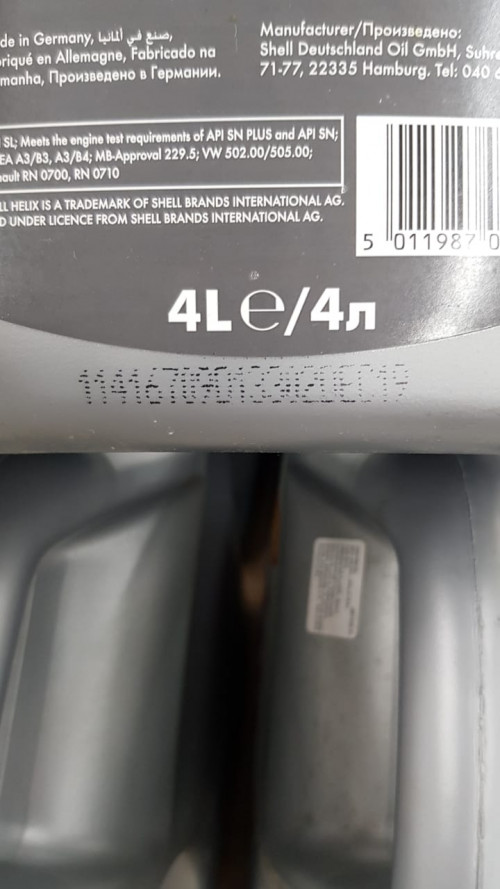 de in Germany, صنع في ألمانيا,
riqué en Allemagne, Fabricado na
manha, Произведено в Германии.
Manufacturer/Произведено:
Shell Deutschland Oil GmbH, Suhre
71-77, 22335 Hamburg. Tel: 040 6
SL; Meets the engine test requirements of API SN PLUS and API SN;
EA A3/B3, A3/B4; MB-Approval 229.5; VW 502.00/505.00;
ault RN 0700, RN 0710
LL HELIX IS A TRADEMARK OF SHELL BRANDS INTERNATIONAL AG.
D UNDER LICENCE FROM SHELL BRANDS INTERNATIONAL AG.
5 011987 0
4L ℮/4л